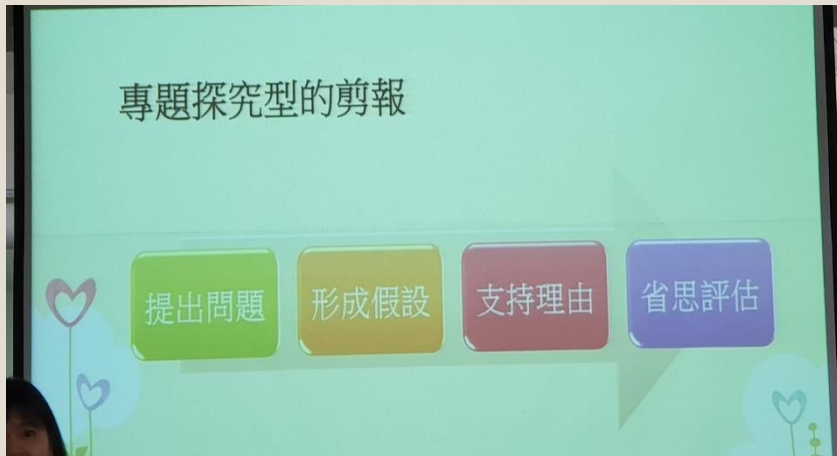 專題探究型的剪報
提出問題
形成假設
支持理由
省思評估